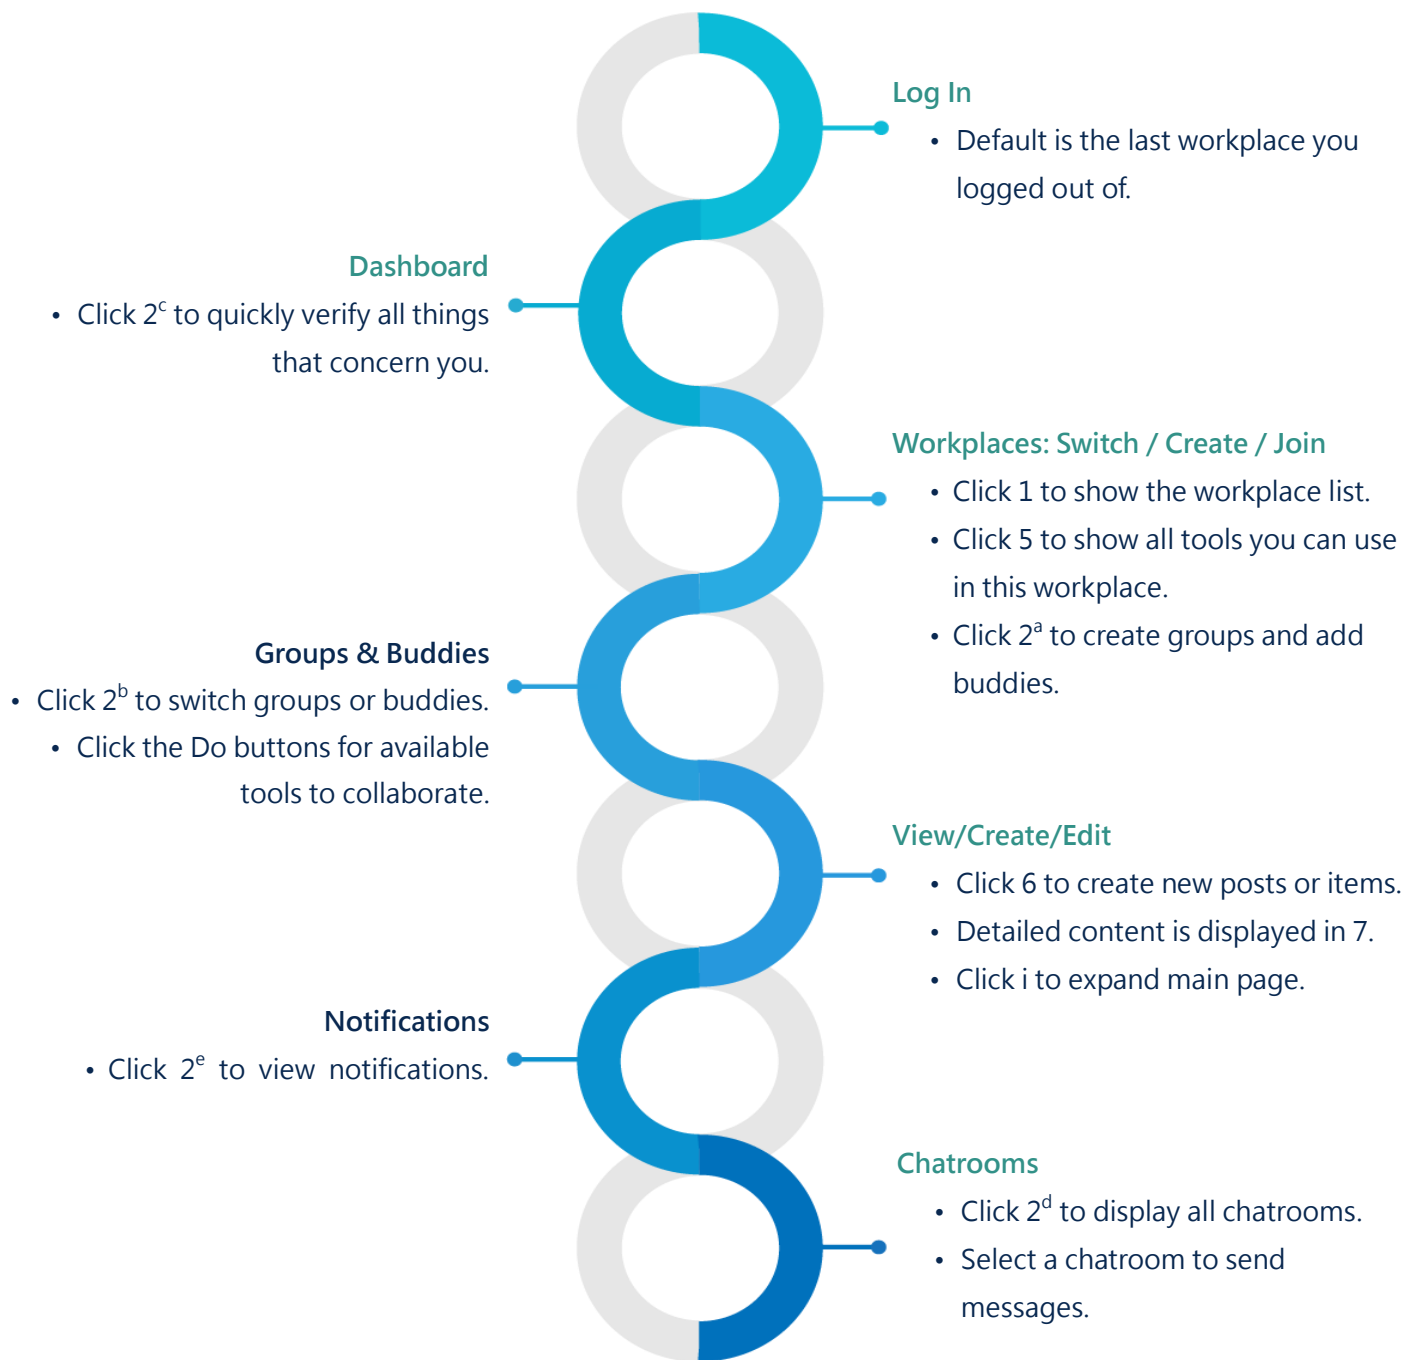 Log In
• Default is the last workplace you
logged out of.
Dashboard
• Click 2ᶜ to quickly verify all things
that concern you.
Workplaces: Switch / Create / Join
• Click 1 to show the workplace list.
• Click 5 to show all tools you can use
in this workplace.
• Click 2ᵃ to create groups and add
buddies.
Groups & Buddies
• Click 2ᵇ to switch groups or buddies.
• Click the Do buttons for available
tools to collaborate.
View/Create/Edit
• Click 6 to create new posts or items.
• Detailed content is displayed in 7.
• Click i to expand main page.
Notifications
• Click 2ᵉ to view notifications.
Chatrooms
• Click 2ᵈ to display all chatrooms.
• Select a chatroom to send
messages.